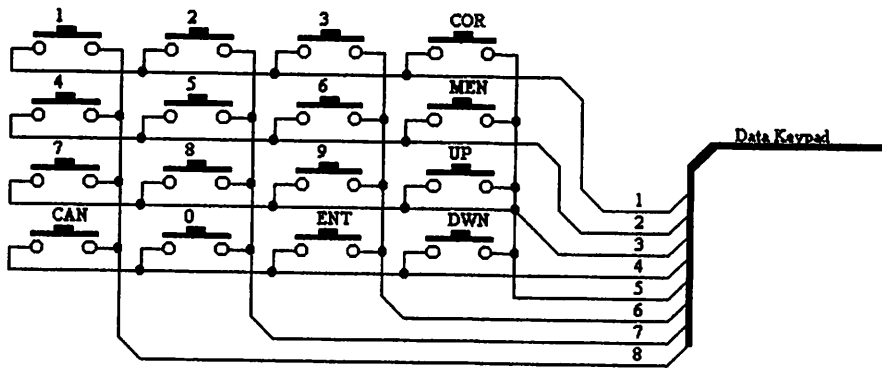 1 2 3 COR
4 5 6 MEN
7 8 9 UP
CAN 0 ENT DWN
Data Keypad
1
2
3
4
5
6
7
8